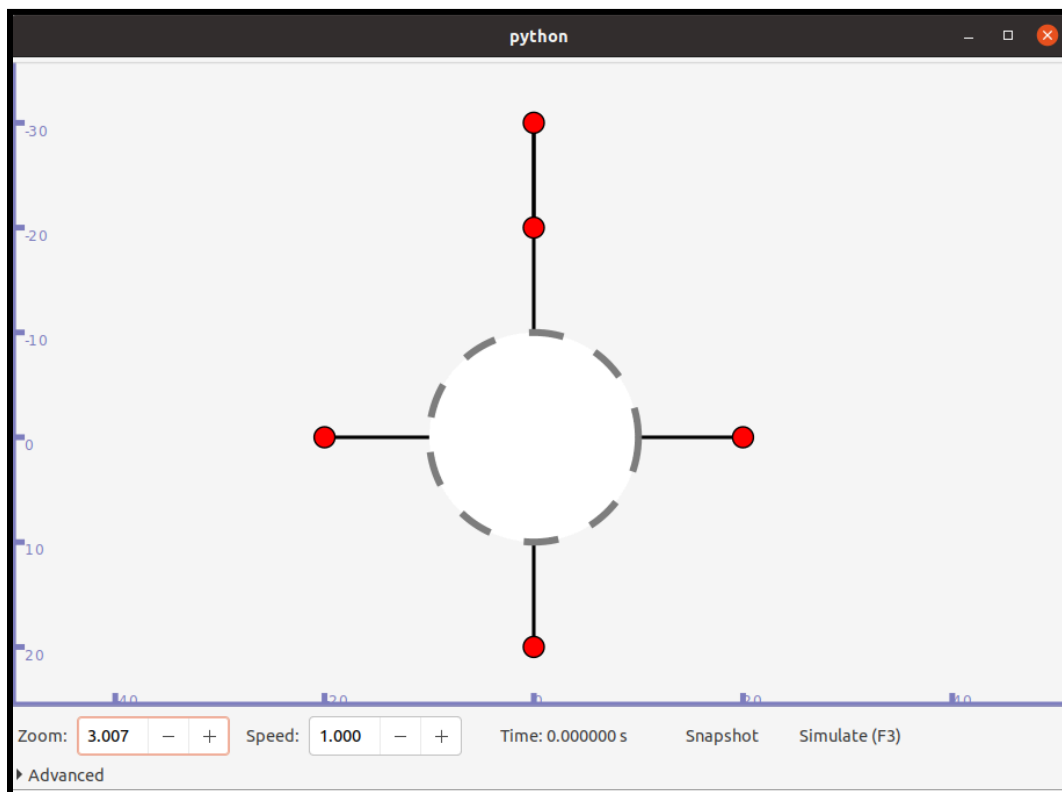 python
-30
-20
-10
0
10
20
0
Zoom: 3.007 − + Speed: 1.000 − + Time: 0.000000 s Snapshot Simulate (F3)
Advanced